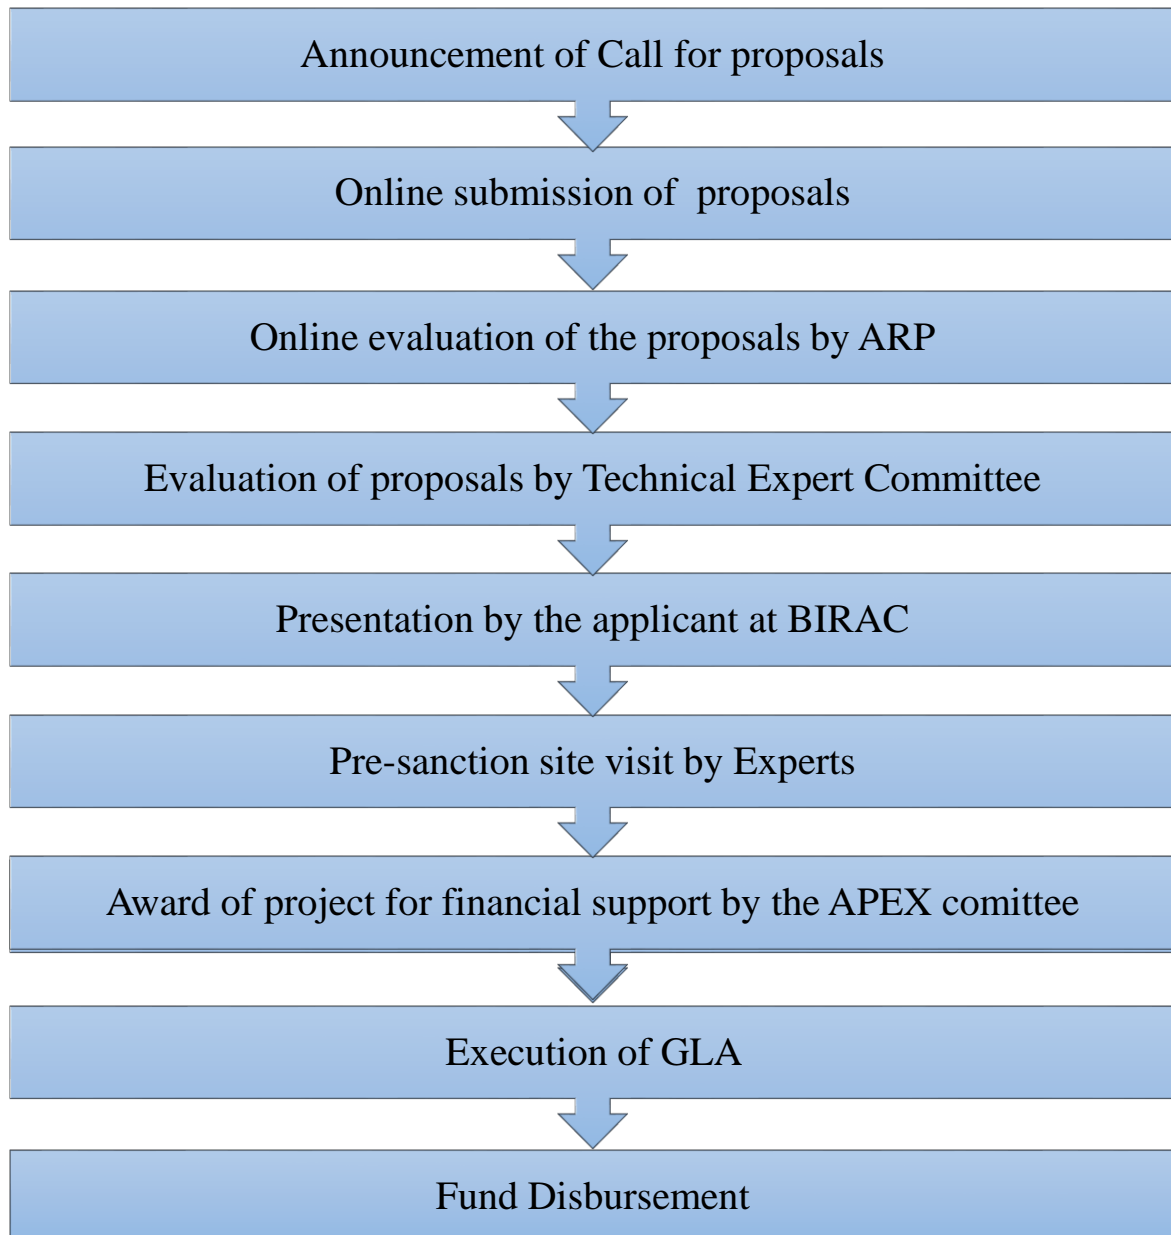 Announcement of Call for proposals
Online submission of  proposals
Online evaluation of the proposals by ARP
Evaluation of proposals by Technical Expert Committee
Presentation by the applicant at BIRAC
Pre-sanction site visit by Experts
Award of project for financial support by the APEX comittee
Execution of GLA
Fund Disbursement